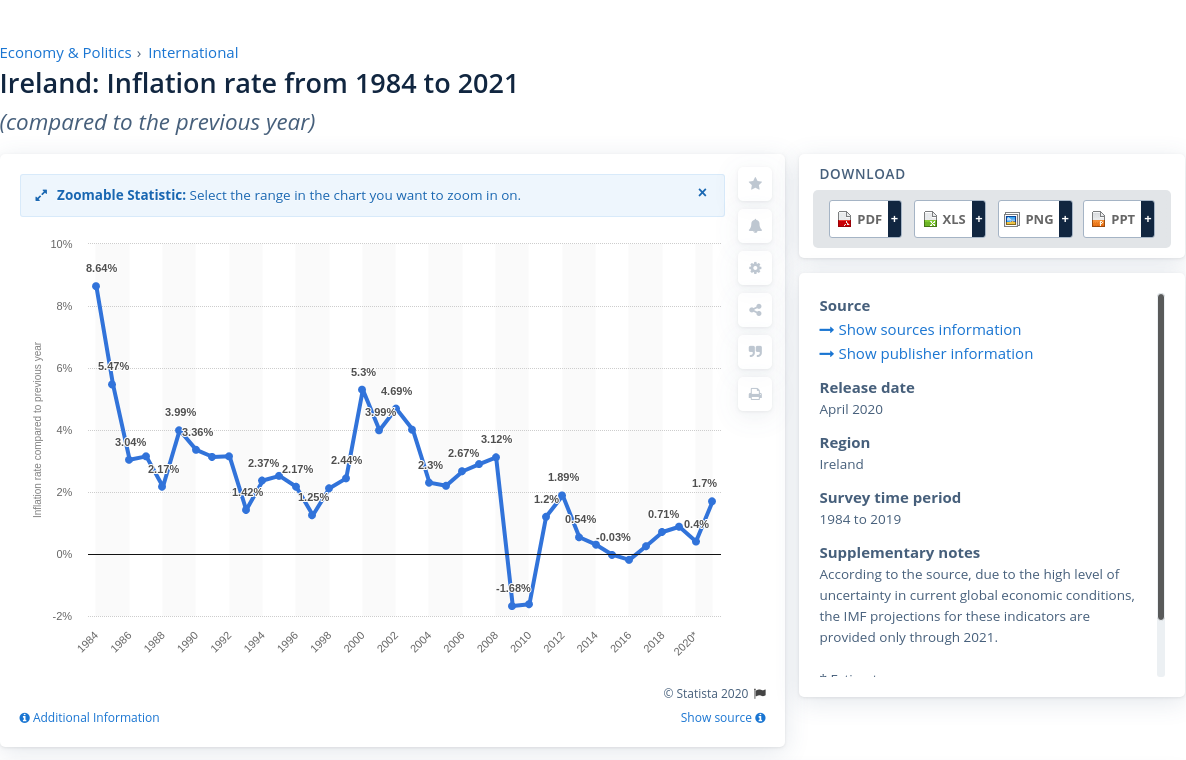 Economy & Politics › International
Ireland: Inflation rate from 1984 to 2021
(compared to the previous year)
Zoomable Statistic: Select the range in the chart you want to zoom in on.
×
Inflation rate compared to previous year
10%
8%
6%
4%
2%
0%
-2%
8.64%
5.47%
3.04%
2.17%
3.99%
3.36%
1.42%
2.37%
2.17%
1.25%
2.44%
5.3%
3.99%
4.69%
2.3%
2.67%
3.12%
-1.68%
1.2%
1.89%
0.54%
-0.03%
0.71%
0.4%
1.7%
1984
1986
1988
1990
1992
1994
1996
1998
2000
2002
2004
2006
2008
2010
2012
2014
2016
2018
2020*
© Statista 2020
Additional Information
Show source
DOWNLOAD
PDF +
XLS +
PNG +
PPT +
Source
Show sources information
Show publisher information
Release date
April 2020
Region
Ireland
Survey time period
1984 to 2019
Supplementary notes
According to the source, due to the high level of
uncertainty in current global economic conditions,
the IMF projections for these indicators are
provided only through 2021.